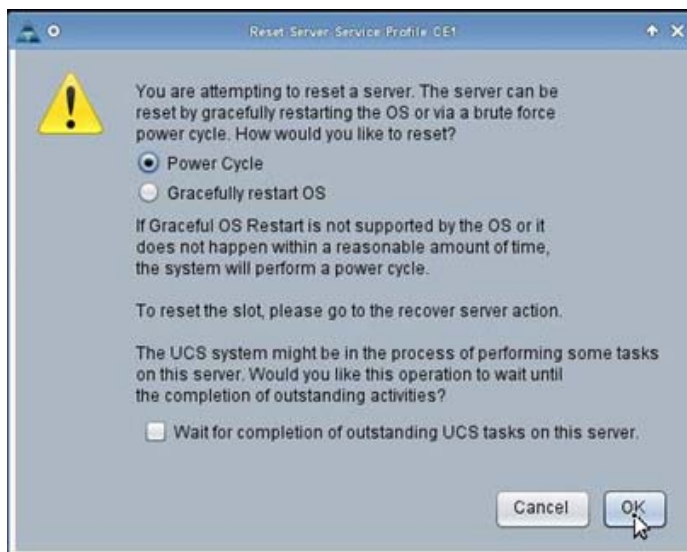 Reset Server Service Profile CE1
You are attempting to reset a server. The server can be
reset by gracefully restarting the OS or via a brute force
power cycle. How would you like to reset?
Power Cycle
Gracefully restart OS
If Graceful OS Restart is not supported by the OS or it
does not happen within a reasonable amount of time,
the system will perform a power cycle.
To reset the slot, please go to the recover server action.
The UCS system might be in the process of performing some tasks
on this server. Would you like this operation to wait until
the completion of outstanding activities?
Wait for completion of outstanding UCS tasks on this server.
Cancel
OK